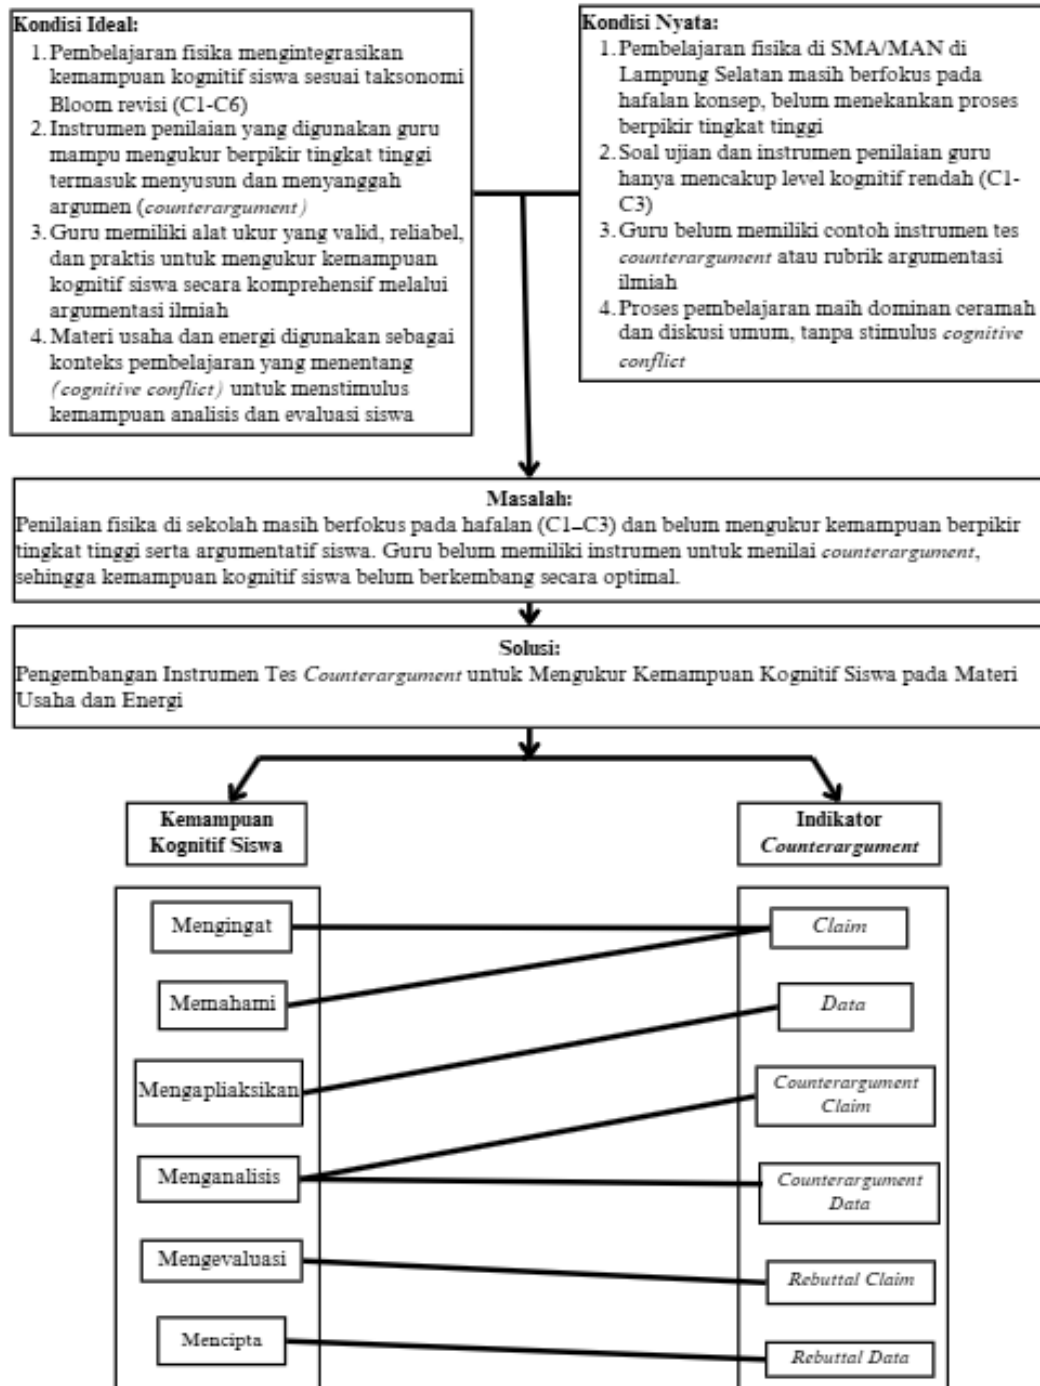 Kondisi Ideal:
1. Pembelajaran fisika mengintegrasikan
kemampuan kognitif siswa sesuai taksonomi
Bloom revisi (C1-C6)
2. Instrumen penilaian yang digunakan guru
mampu mengukur berpikir tingkat tinggi
termasuk menyusun dan menyanggah
argumen (counterargument)
3. Guru memiliki alat ukur yang valid, reliabel,
dan praktis untuk mengukur kemampuan
kognitif siswa secara komprehensif melalui
argumentasi ilmiah
4. Materi usaha dan energi digunakan sebagai
konteks pembelajaran yang menentang
(cognitive conflict) untuk menstimulus
kemampuan analisis dan evaluasi siswa
Kondisi Nyata:
1. Pembelajaran fisika di SMA/MAN di
Lampung Selatan masih berfokus pada
hafalan konsep, belum menekankan proses
berpikir tingkat tinggi
2. Soal ujian dan instrumen penilaian guru
hanya mencakup level kognitif rendah (C1-
C3)
3. Guru belum memiliki contoh instrumen tes
counterargument atau rubrik argumentasi
ilmiah
4. Proses pembelajaran maih dominan ceramah
dan diskusi umum, tanpa stimulus cognitive
conflict
Masalah:
Penilaian fisika di sekolah masih berfokus pada hafalan (C1–C3) dan belum mengukur kemampuan berpikir
tingkat tinggi serta argumentatif siswa. Guru belum memiliki instrumen untuk menilai counterargument,
sehingga kemampuan kognitif siswa belum berkembang secara optimal.
Solusi:
Pengembangan Instrumen Tes Counterargument untuk Mengukur Kemampuan Kognitif Siswa pada Materi
Usaha dan Energi
Kemampuan
Kognitif Siswa
Indikator
Counterargument
Mengingat
Claim
Memahami
Data
Mengapliaksikan
Counterargument
Claim
Menganalisis
Counterargument
Data
Mengevaluasi
Rebuttal Claim
Mencipta
Rebuttal Data